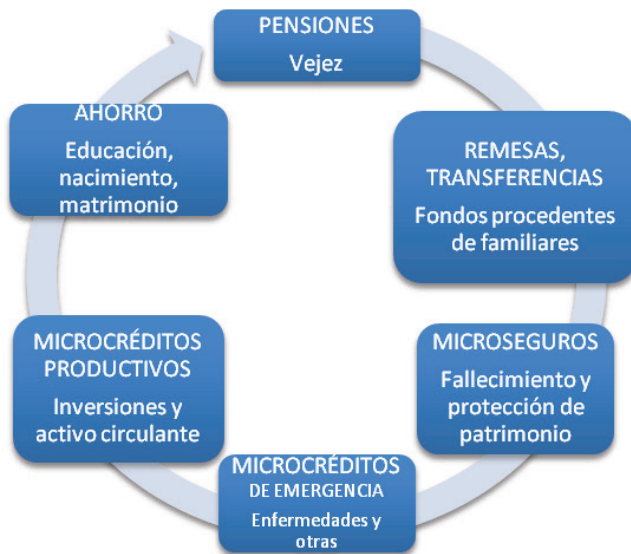 PENSIONES
Vejez
REMESAS,
TRANSFERENCIAS
Fondos procedentes
de familiares
MICROSEGUROS
Fallecimiento y
protección de
patrimonio
MICROCRÉDITOS
DE EMERGENCIA
Enfermedades y
otras
MICROCRÉDITOS
PRODUCTIVOS
Inversiones y
activo circulante
AHORRO
Educación,
nacimiento,
matrimonio